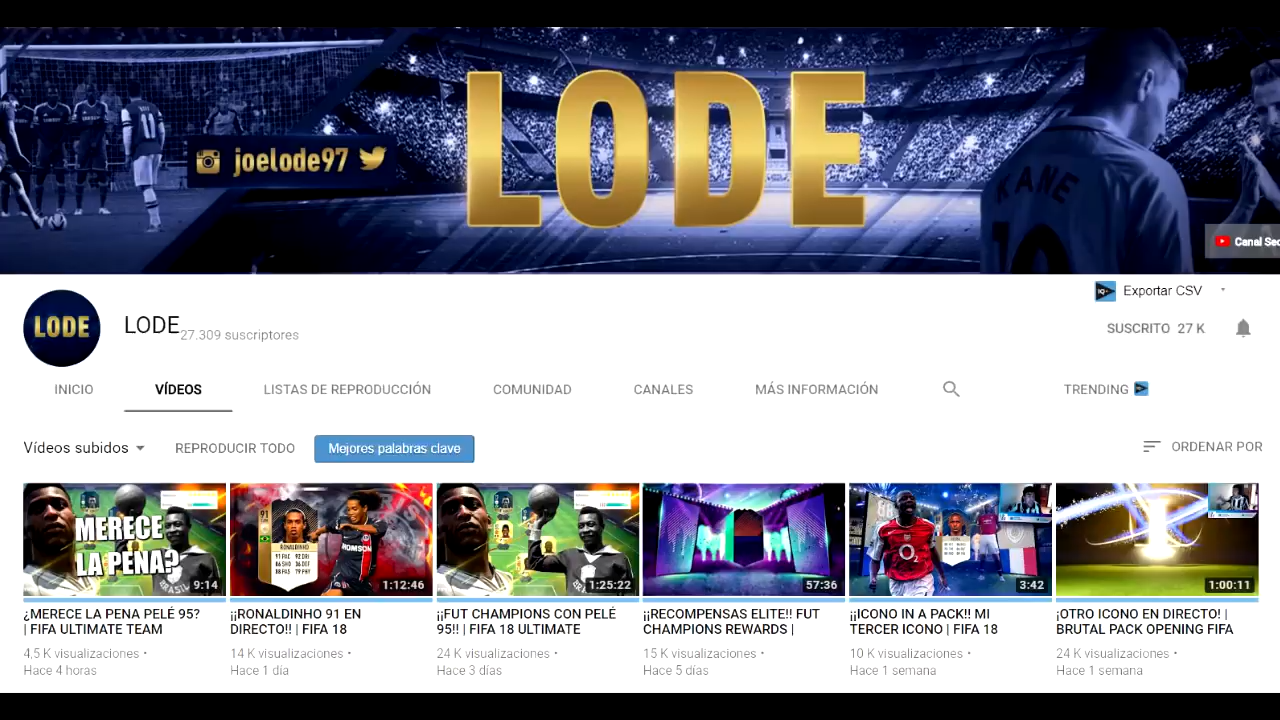 LODE
joelode97
11
KANE
10
Canal Sec
Exportar CSV
LODE
LODE
27.309 suscriptores
SUSCRITO 27 K
INICIO
VÍDEOS
LISTAS DE REPRODUCCIÓN
COMUNIDAD
CANALES
MÁS INFORMACIÓN
TRENDING
Vídeos subidos
REPRODUCIR TODO
Mejores palabras clave
ORDENAR POR
MERECE
LA PENA?
9:14
91
RONALDINHO
1:12:46
1:25:22
57:36
3:42
1:00:11
¿MERECE LA PENA PELÉ 95?
| FIFA ULTIMATE TEAM
4,5 K visualizaciones •
Hace 4 horas
¡¡RONALDINHO 91 EN
DIRECTO!! | FIFA 18
14 K visualizaciones •
Hace 1 día
¡¡FUT CHAMPIONS CON PELÉ
95!! | FIFA 18 ULTIMATE
24 K visualizaciones •
Hace 3 días
¡¡RECOMPENSAS ELITE!! FUT
CHAMPIONS REWARDS |
15 K visualizaciones •
Hace 5 días
¡¡ICONO IN A PACK!! MI
TERCER ICONO | FIFA 18
10 K visualizaciones •
Hace 1 semana
¡OTRO ICONO EN DIRECTO! |
BRUTAL PACK OPENING FIFA
24 K visualizaciones •
Hace 1 semana